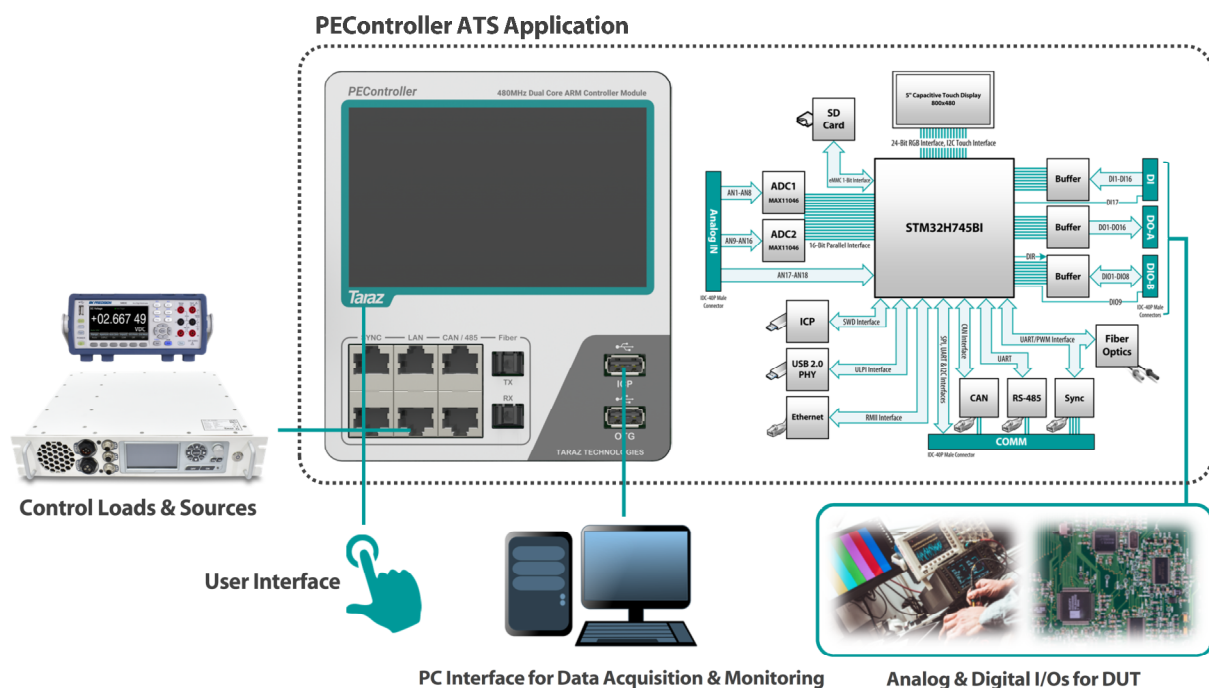 PEController ATS Application
PEController
480MHz Dual Core ARM Controller Module
Taraz
SYNC
LAN
CAN / 485
Fiber
TX
RX
ICP
OTG
TARAZ TECHNOLOGIES
5" Capacitive Touch Display
800x480
24-Bit RGB Interface, I2C Touch Interface
SD
Card
eMMC 1-Bit Interface
Analog IN
IDC-40P Male
Connector
AN1-AN8
ADC1
MAX11046
AN9-AN16
ADC2
MAX11046
16-Bit Parallel Interface
AN17-AN18
STM32H745BI
Buffer
DI1-DI16
DI
DI17
Buffer
DO1-DO16
DO-A
DIR
Buffer
DIO1-DIO8
DIO-B
DIO9
IDC-40P Male
Connectors
ICP
SWD Interface
USB 2.0
PHY
ULPI Interface
Ethernet
RMII Interface
SPI, UART & I2C Interfaces
CAN Interface
UART
UART/PWM Interface
Fiber
Optics
CAN
RS-485
Sync
COMM
IDC-40P Male Connector
+02.667 49
VDC
Control Loads & Sources
User Interface
PC Interface for Data Acquisition & Monitoring
Analog & Digital I/Os for DUT